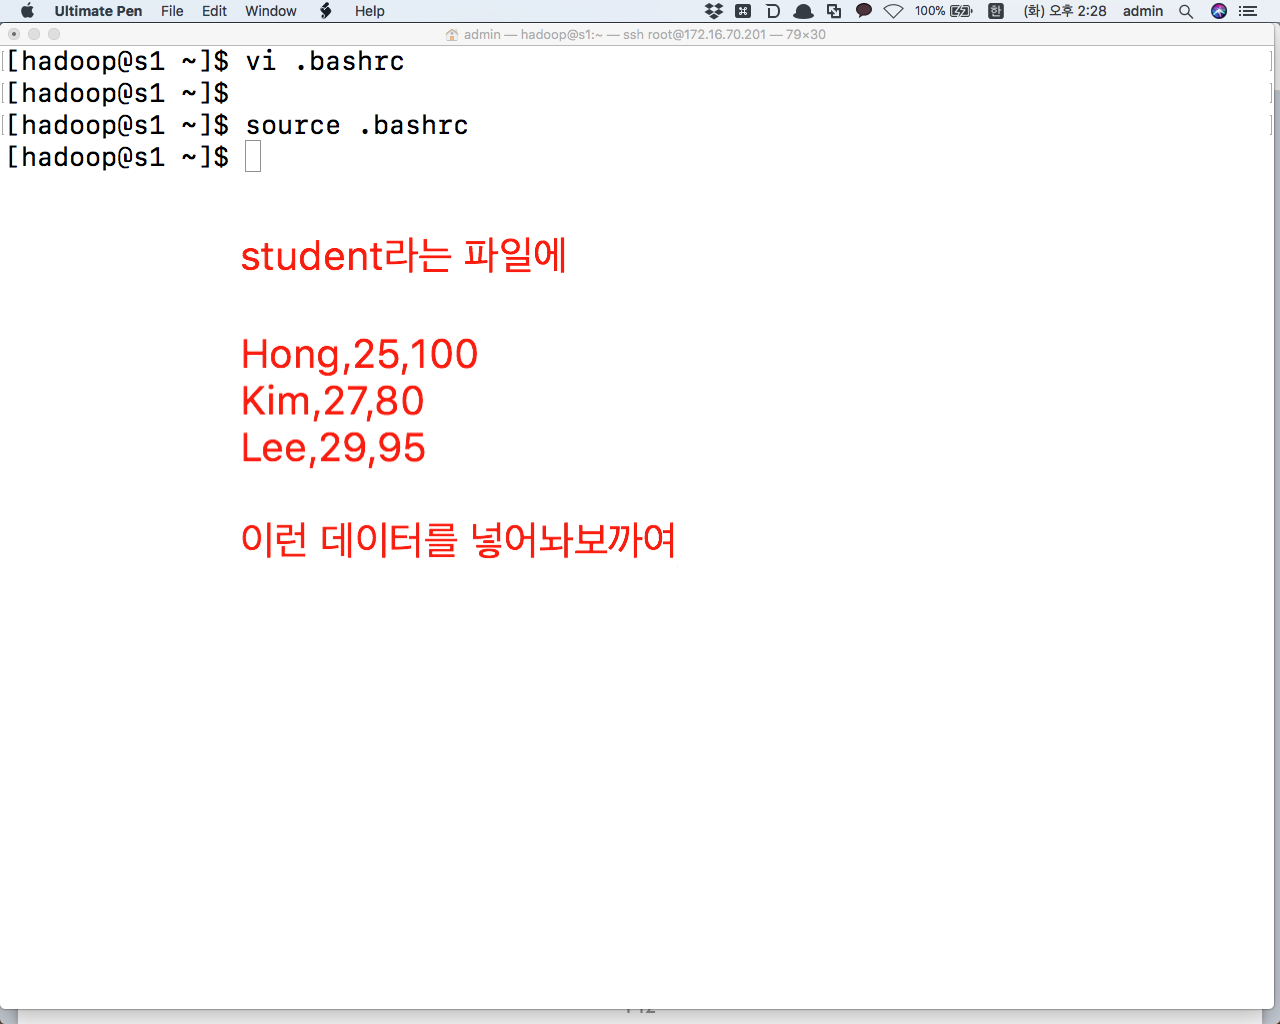 Ultimate Pen File Edit Window Help 100% 한 (화) 오후 2:28 admin
admin — hadoop@s1:~ — ssh root@172.16.70.201 — 79×30
[hadoop@s1 ~]$ vi .bashrc
[hadoop@s1 ~]$
[hadoop@s1 ~]$ source .bashrc
[hadoop@s1 ~]$
student라는 파일에
Hong,25,100
Kim,27,80
Lee,29,95
이런 데이터를 넣어놔보까여